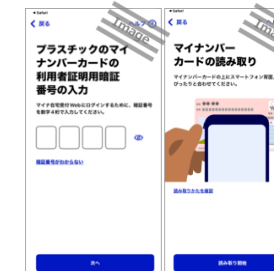 ◀ Safari
く 戻る
プラスチックのマイ
ナンバーカードの
利用者証明用暗証
番号の入力
マイナ在宅受付Webにログインするために、暗証番号
を数字4桁で入力してください。
暗証番号がわからない
次へ
Image
◀ Safari
く 戻る
マイナンバー
カードの読み取り
マイナンバーカードの上にスマートフォン背面
ぴったりと合わせてください。
読み取りかたを確認
読み取り開始